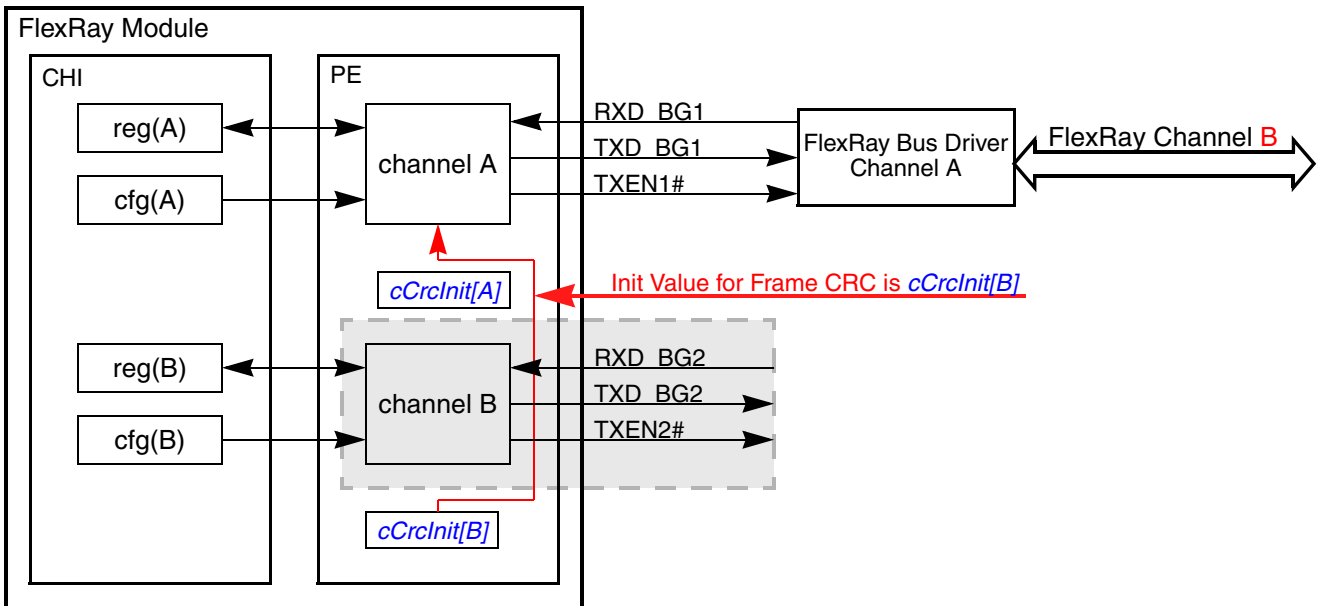 FlexRay Module
CHI
PE
reg(A)
cfg(A)
channel A
RXD_BG1
TXD_BG1
TXEN1#
FlexRay Bus Driver
Channel A
FlexRay Channel B
cCrcInit[A]
Init Value for Frame CRC is cCrcInit[B]
reg(B)
cfg(B)
channel B
RXD_BG2
TXD_BG2
TXEN2#
cCrcInit[B]